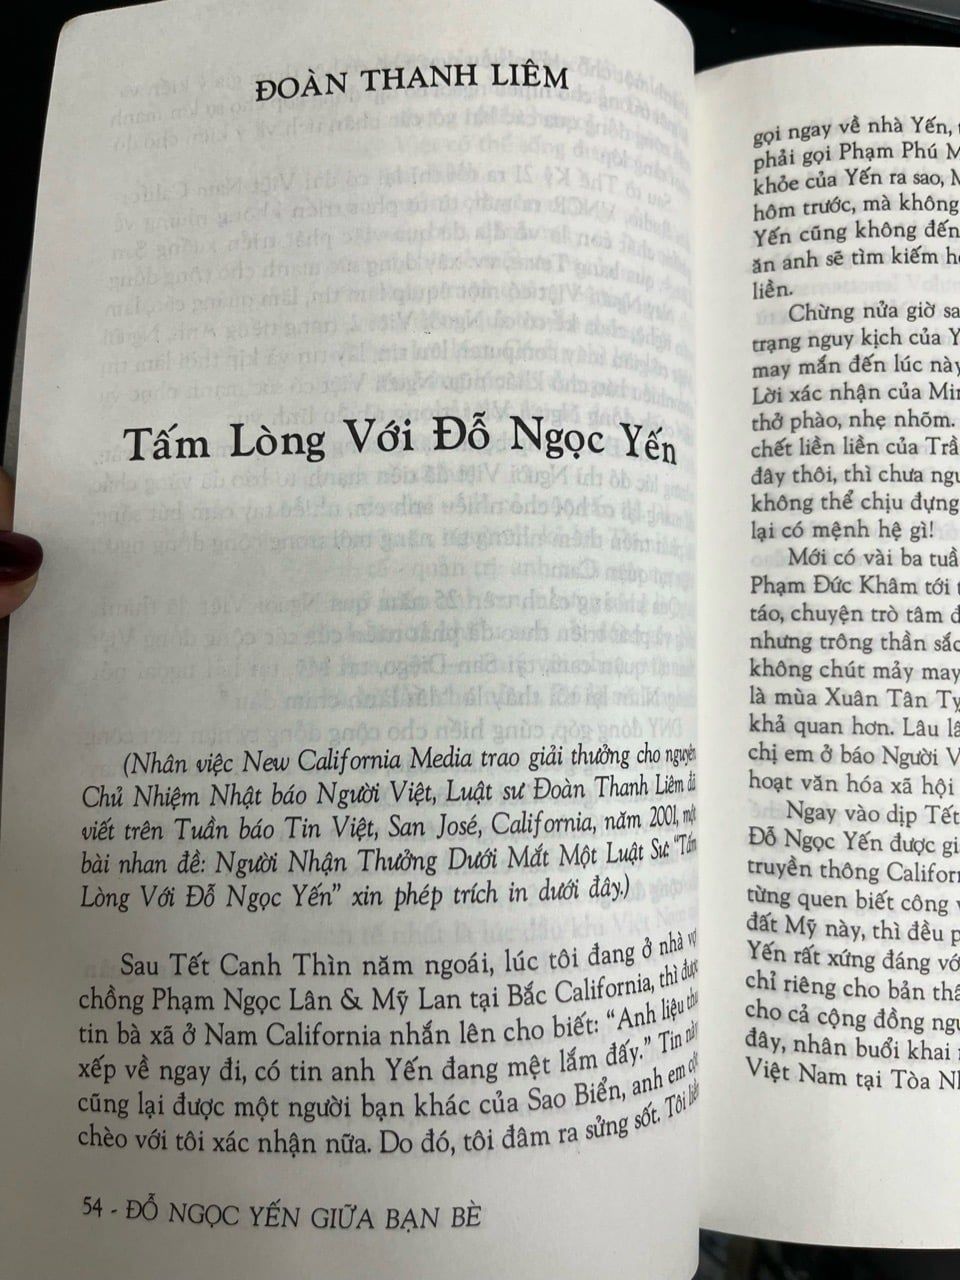 ĐOÀN THANH LIÊM
Tấm Lòng Với Đỗ Ngọc Yến
(Nhân việc New California Media trao giải thưởng cho nguyên
Chủ Nhiệm Nhật báo Người Việt, Luật sư Đoàn Thanh Liêm đã
viết trên Tuần báo Tin Việt, San José, California, năm 2001, một
bài nhan đề: Người Nhận Thưởng Dưới Mắt Một Luật Sư: "Tấm
Lòng Với Đỗ Ngọc Yến" xin phép trích in dưới đây.)
Sau Tết Canh Thìn năm ngoái, lúc tôi đang ở nhà vợ
chồng Phạm Ngọc Lân & Mỹ Lan tại Bắc California, thì được
tin bà xã ở Nam California nhắn lên cho biết: "Anh liệu thu
xếp về ngay đi, có tin anh Yến đang mệt lắm đấy." Tin này
cũng lại được một người bạn khác của Sao Biển, anh em cột
chèo với tôi xác nhận nữa. Do đó, tôi đâm ra sửng sốt. Tôi liền
54 - ĐỖ NGỌC YẾN GIỮA BẠN BÈ
gọi ngay về nhà Yến,
phải gọi Phạm Phú M
khỏe của Yến ra sao, M
hôm trước, mà không
Yến cũng không đến
ăn anh sẽ tìm kiếm h
liền.
Chừng nửa giờ sa
trạng nguy kịch của Y
may mắn đến lúc này
Lời xác nhận của Min
thở phào, nhẹ nhõm.
chết liền liền của Trầ
đây thôi, thì chưa ngu
không thể chịu đựng
lại có mệnh hệ gì!
Mới có vài ba tuầ
Phạm Đức Khâm tới t
táo, chuyện trò tâm đ
nhưng trông thần sắc
không chút mảy may
là mùa Xuân Tân Tỵ
khả quan hơn. Lâu lâ
chị em ở báo Người V
hoạt văn hóa xã hội
Ngay vào dịp Tết
Đỗ Ngọc Yến được gi
truyền thông Californ
từng quen biết công v
đất Mỹ này, thì đều p
Yến rất xứng đáng vớ
chỉ riêng cho bản thâ
cho cả cộng đồng ngư
đây, nhân buổi khai m
Việt Nam tại Tòa Nh